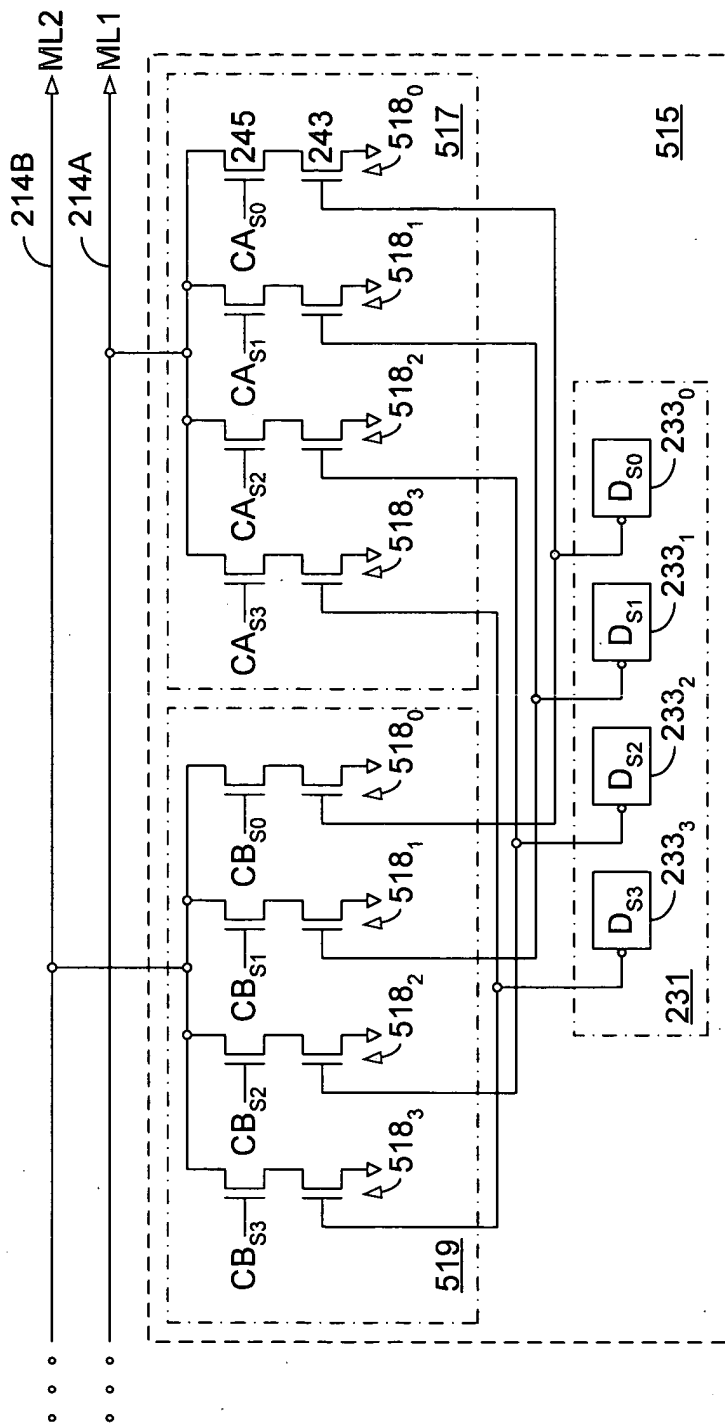 214B
ML2
214A
ML1
CB_S3
CB_S2
CB_S1
CB_S0
CA_S3
CA_S2
CA_S1
CA_S0
245
243
518_3
518_2
518_1
518_0
518_3
518_2
518_1
518_0
519
517
D_S3
D_S2
D_S1
D_S0
233_3
233_2
233_1
233_0
231
515